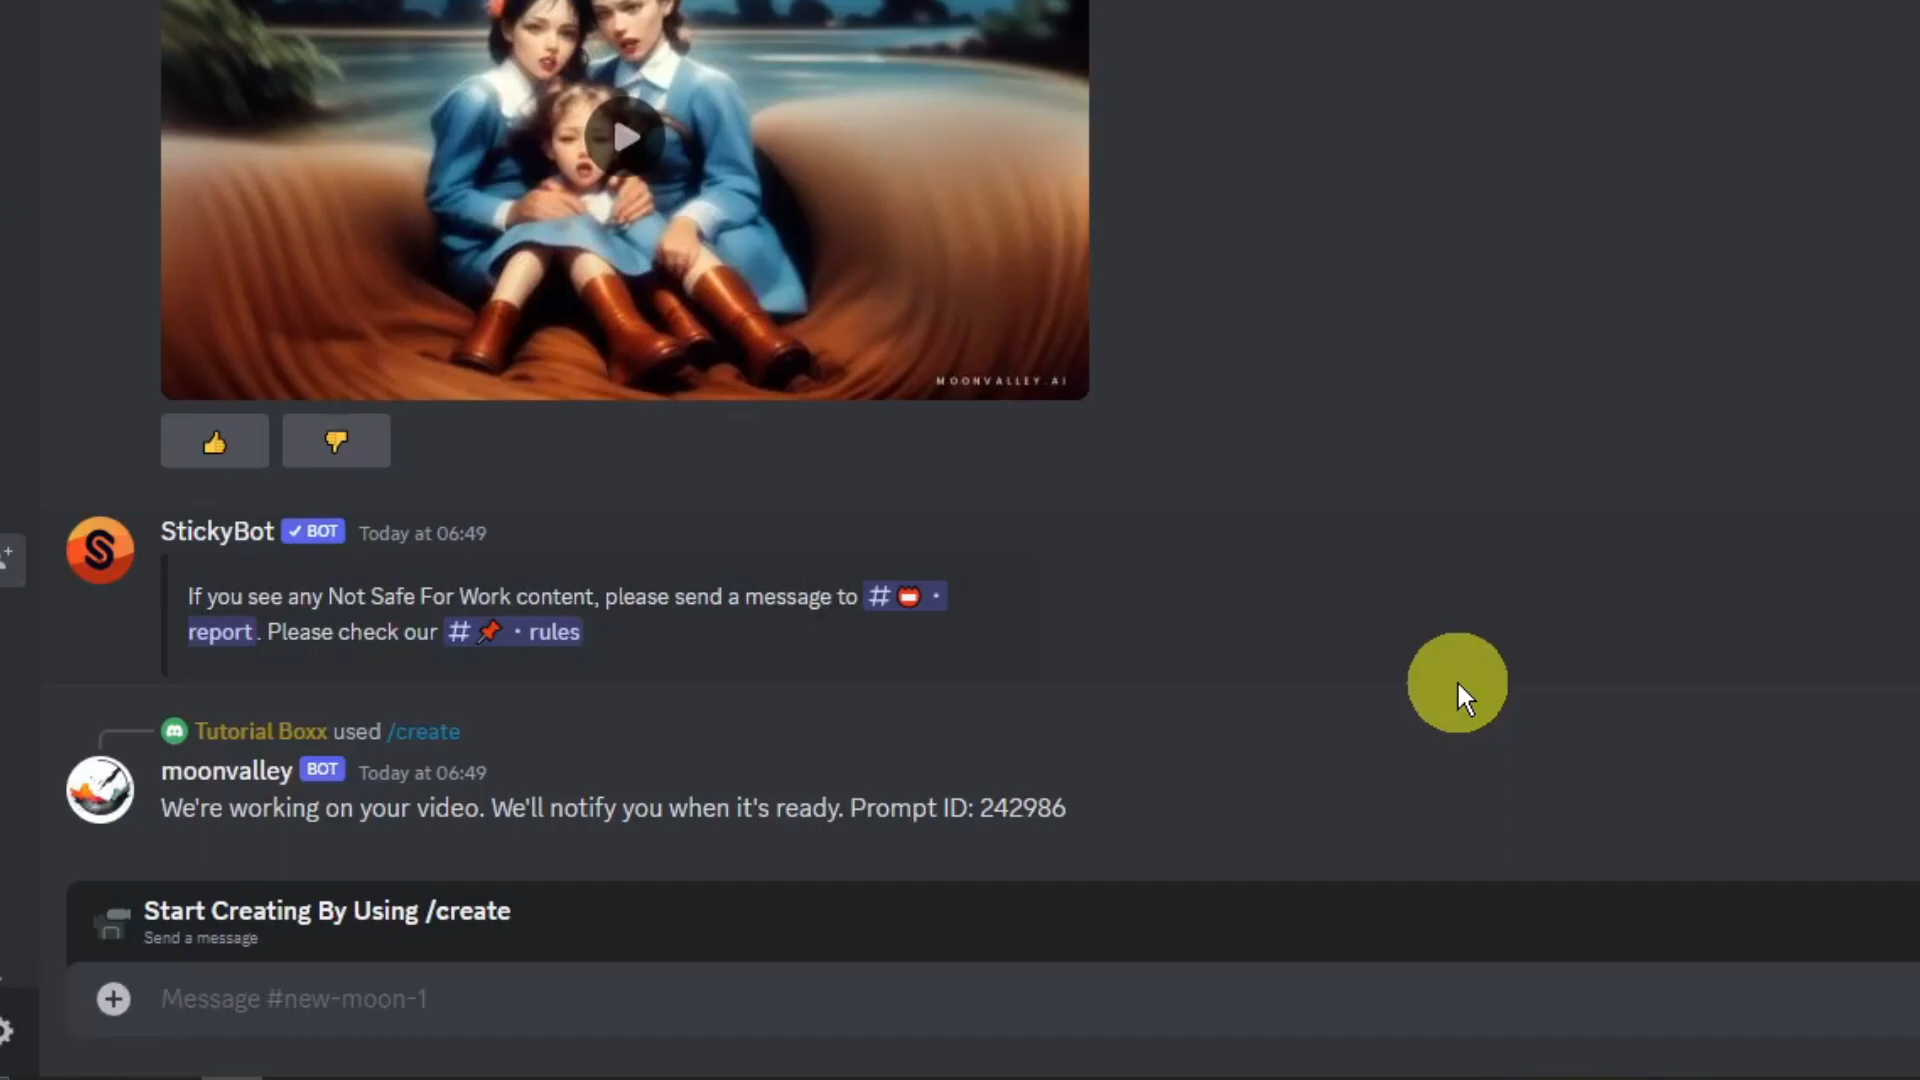 MOONVALLEY.AI
StickyBot ✓ BOT Today at 06:49
If you see any Not Safe For Work content, please send a message to # ·
report. Please check our # 📌 · rules
Tutorial Boxx used /create
moonvalley BOT Today at 06:49
We're working on your video. We'll notify you when it's ready. Prompt ID: 242986
Start Creating By Using /create
Send a message
Message #new-moon-1